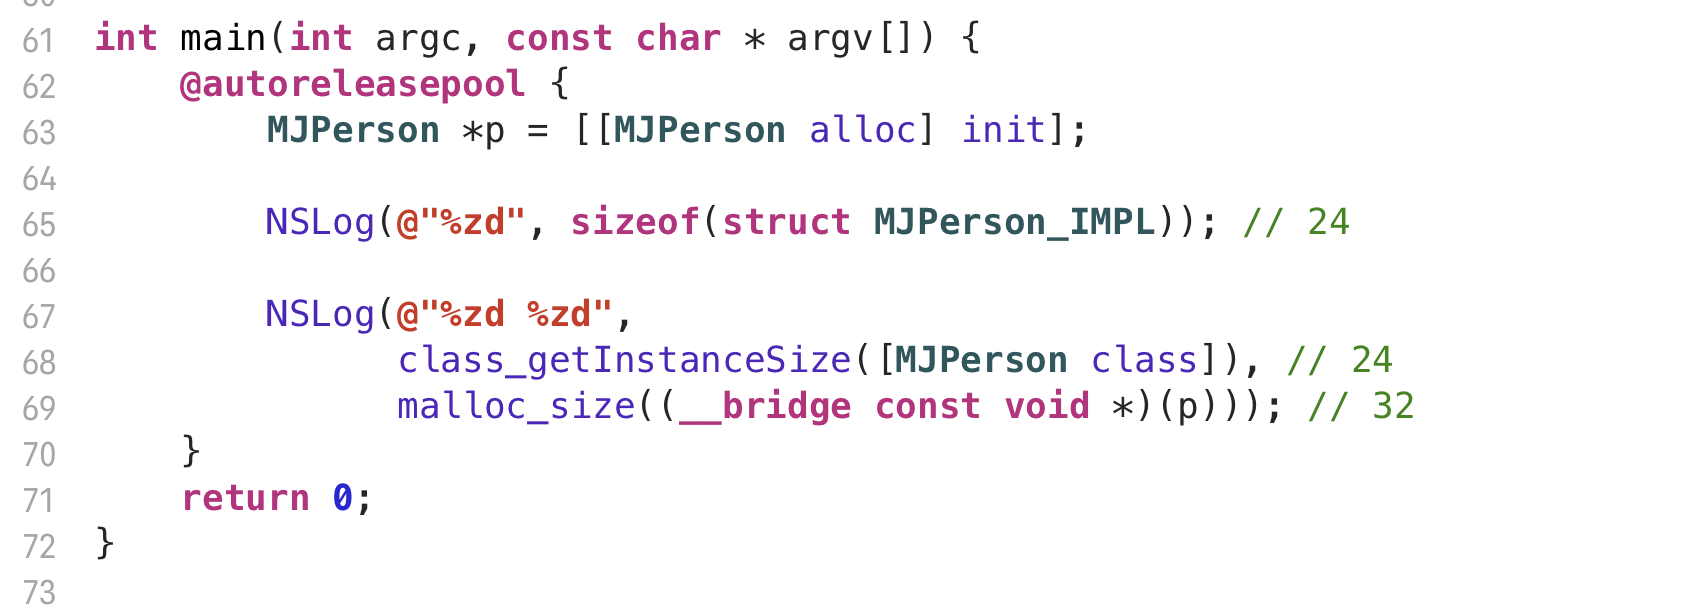 61 int main(int argc, const char * argv[]) {
62     @autoreleasepool {
63         MJPerson *p = [[MJPerson alloc] init];
64
65         NSLog(@"%zd", sizeof(struct MJPerson_IMPL)); // 24
66
67         NSLog(@"%zd %zd",
68               class_getInstanceSize([MJPerson class]), // 24
69               malloc_size((__bridge const void *)(p))); // 32
70     }
71     return 0;
72 }
73